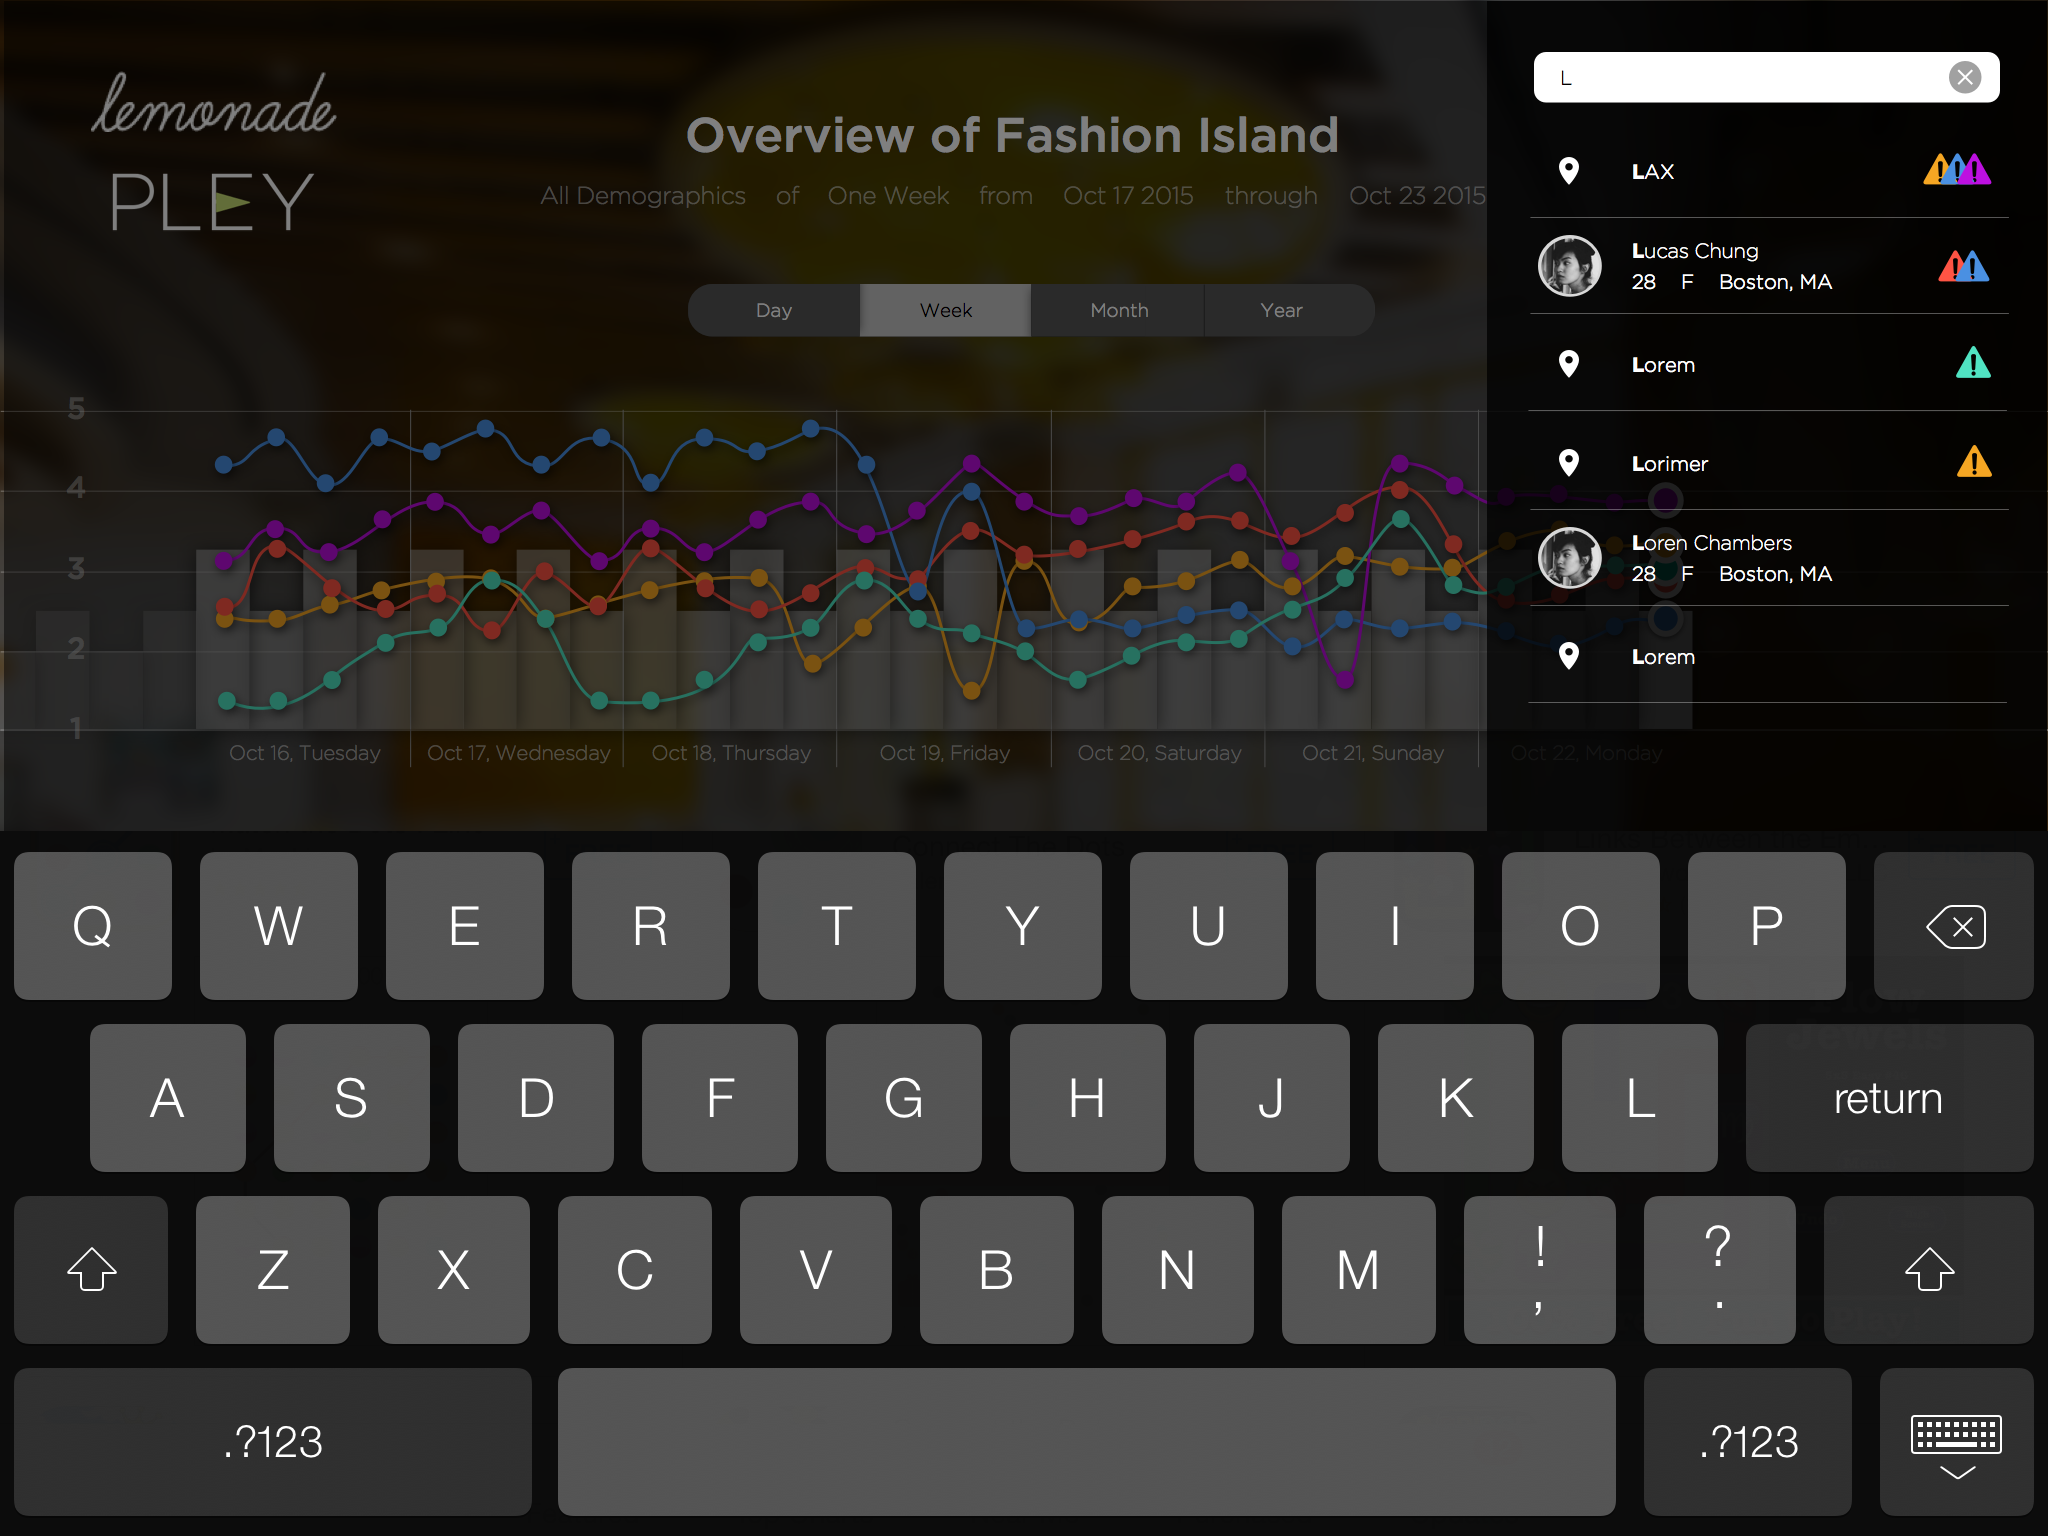 lemonade
PLEY
Overview of Fashion Island
All Demographics of One Week from Oct 17 2015 through Oct 23 2015
Day Week Month Year
5
4
3
2
1
Oct 16, Tuesday Oct 17, Wednesday Oct 18, Thursday Oct 19, Friday Oct 20, Saturday Oct 21, Sunday Oct 22, Monday
L
LAX
Lucas Chung
28 F Boston, MA
Lorem
Lorimer
Loren Chambers
28 F Boston, MA
Lorem
Q W E R T Y U I O P
A S D F G H J K L return
Z X C V B N M ! ?
, .
.?123 .?123